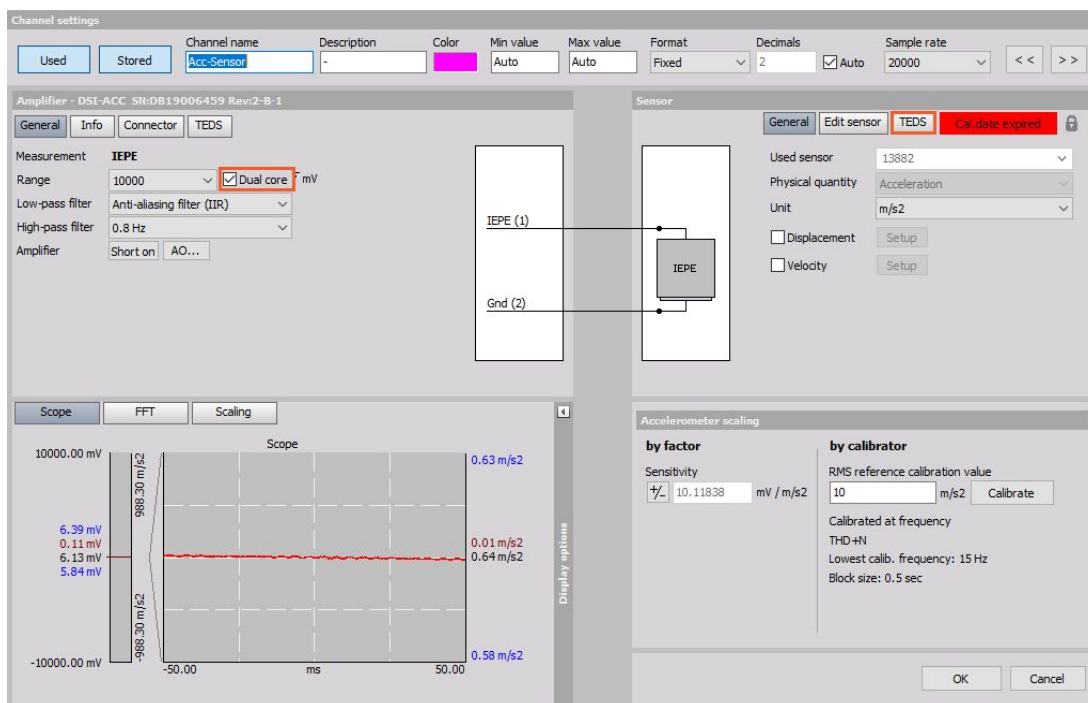 Channel settings
Used
Stored
Channel name
Acc-Sensor
Description
-
Color
Min value
Auto
Max value
Auto
Format
Fixed
Decimals
2
Auto
Sample rate
20000
< <
> >
Amplifier - DSI-ACC SN:DB19006459 Rev:2-B-1
General
Info
Connector
TEDS
Measurement IEPE
Range 10000 Dual core mV
Low-pass filter Anti-aliasing filter (IIR)
High-pass filter 0.8 Hz
Amplifier Short on AO...
IEPE (1)
Gnd (2)
IEPE
Sensor
General
Edit sensor
TEDS
Cal.date expired
Used sensor 13882
Physical quantity Acceleration
Unit m/s2
Displacement Setup
Velocity Setup
Scope
FFT
Scaling
Scope
10000.00 mV
988.30 m/s2
0.63 m/s2
6.39 mV
0.11 mV
6.13 mV
5.84 mV
0.01 m/s2
0.64 m/s2
-988.30 m/s2
-10000.00 mV
0.58 m/s2
-50.00
ms
50.00
Display options
Accelerometer scaling
by factor
Sensitivity
+/_ 10.11838 mV / m/s2
by calibrator
RMS reference calibration value
10 m/s2 Calibrate
Calibrated at frequency
THD+N
Lowest calib. frequency: 15 Hz
Block size: 0.5 sec
OK
Cancel